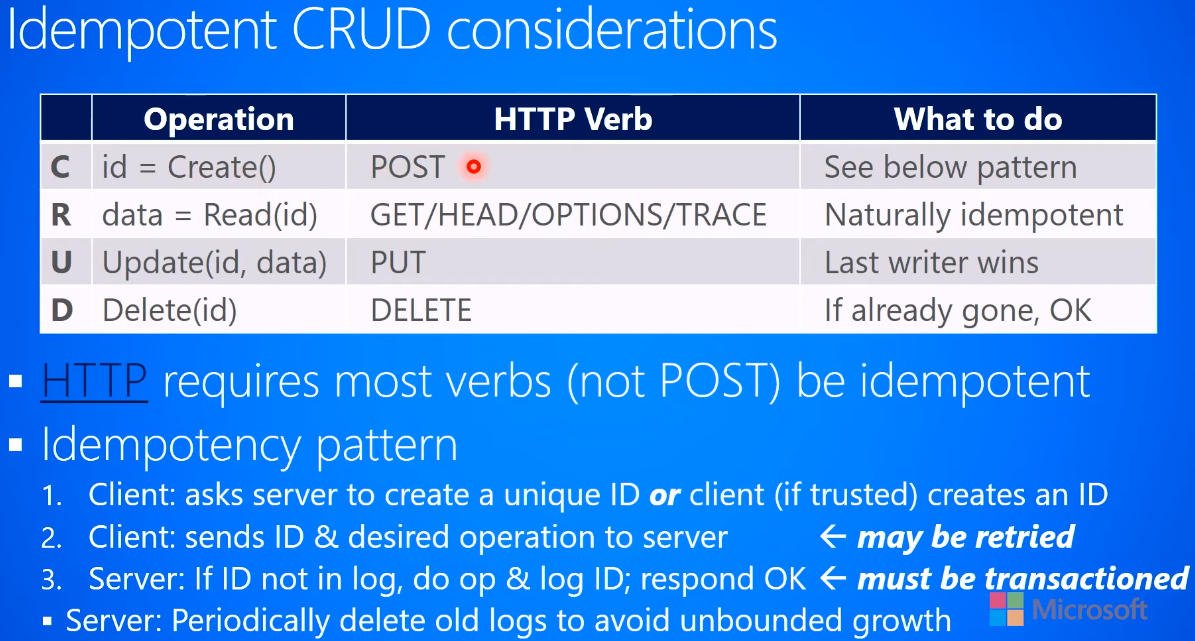 Idempotent CRUD considerations
Operation HTTP Verb What to do
C id = Create() POST See below pattern
R data = Read(id) GET/HEAD/OPTIONS/TRACE Naturally idempotent
U Update(id, data) PUT Last writer wins
D Delete(id) DELETE If already gone, OK
▪ HTTP requires most verbs (not POST) be idempotent
▪ Idempotency pattern
1. Client: asks server to create a unique ID or client (if trusted) creates an ID
2. Client: sends ID & desired operation to server ← may be retried
3. Server: If ID not in log, do op & log ID; respond OK ← must be transactioned
▪ Server: Periodically delete old logs to avoid unbounded growth
Microsoft